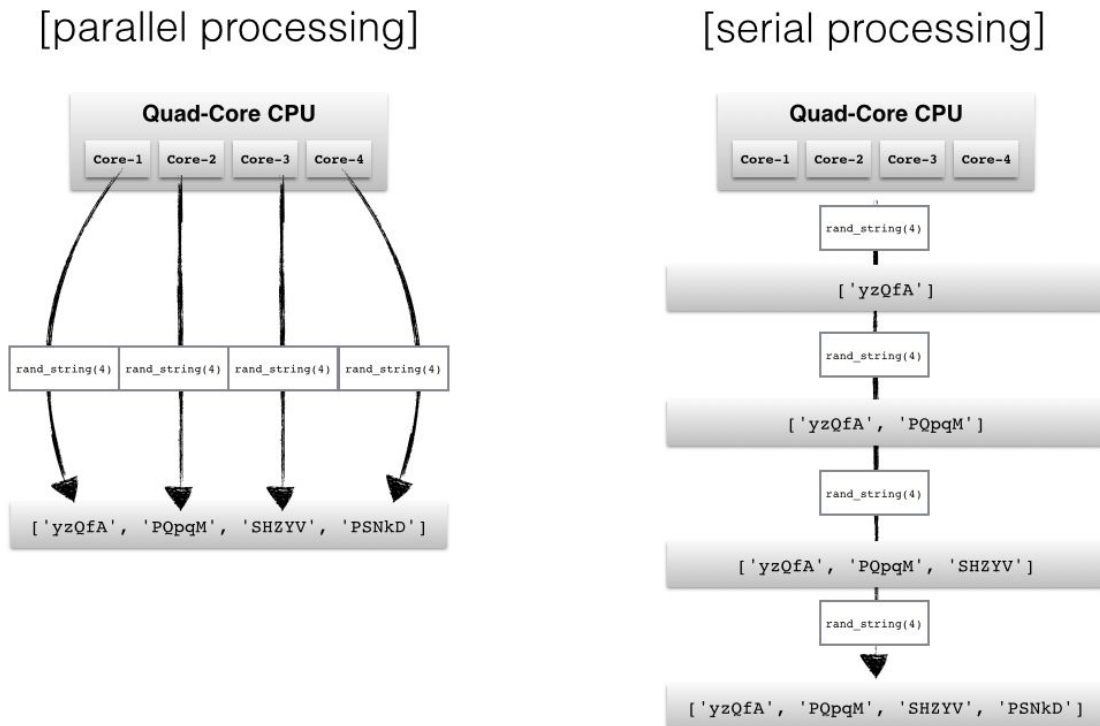 [parallel processing]
Quad-Core CPU
Core-1 Core-2 Core-3 Core-4
rand_string(4) rand_string(4) rand_string(4) rand_string(4)
['yzQfA', 'PQpqM', 'SHZYV', 'PSNkD']
[serial processing]
Quad-Core CPU
Core-1 Core-2 Core-3 Core-4
rand_string(4)
['yzQfA']
rand_string(4)
['yzQfA', 'PQpqM']
rand_string(4)
['yzQfA', 'PQpqM', 'SHZYV']
rand_string(4)
['yzQfA', 'PQpqM', 'SHZYV', 'PSNkD']